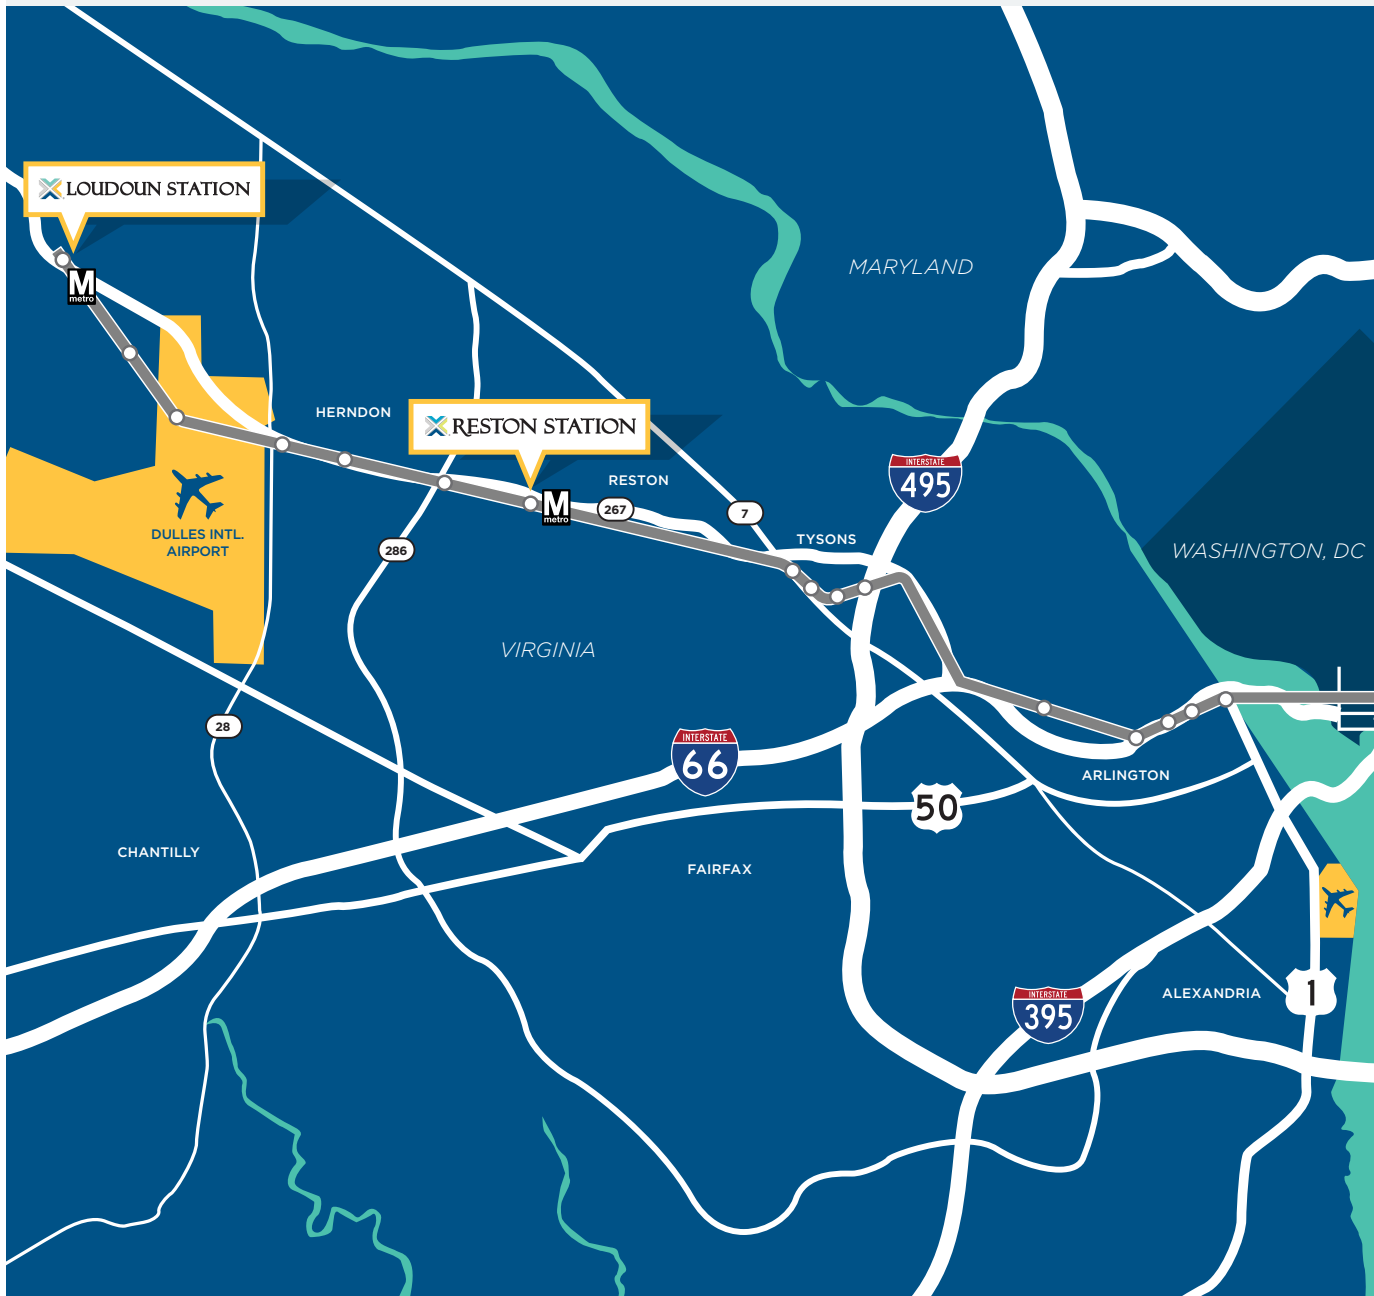 LOUDOUN STATION
MARYLAND
M
metro
HERNDON
RESTON STATION
INTERSTATE
495
RESTON
M
metro
267
7
DULLES INTL.
AIRPORT
286
TYSONS
WASHINGTON, DC
VIRGINIA
28
INTERSTATE
66
ARLINGTON
50
CHANTILLY
FAIRFAX
INTERSTATE
395
ALEXANDRIA
1